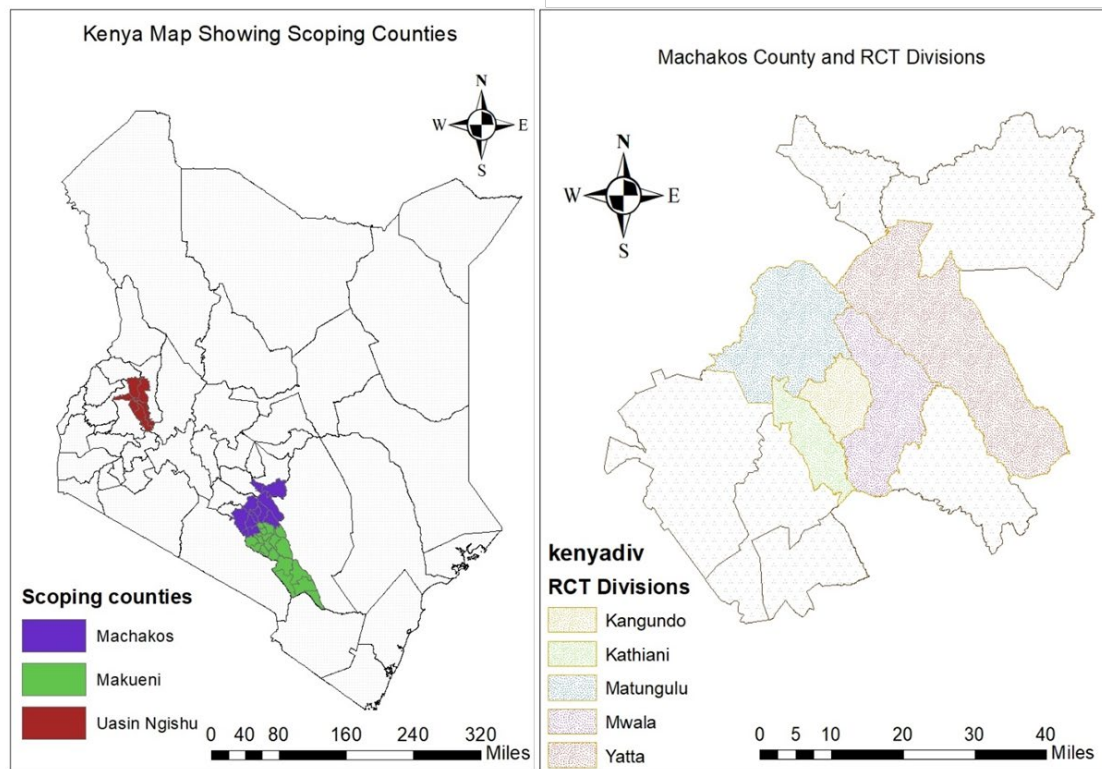 Kenya Map Showing Scoping Counties
N
W E
S
Scoping counties
Machakos
Makueni
Uasin Ngishu
0 40 80 160 240 320
Miles
Machakos County and RCT Divisions
N
W E
S
kenyadiv
RCT Divisions
Kangundo
Kathiani
Matungulu
Mwala
Yatta
0 5 10 20 30 40
Miles